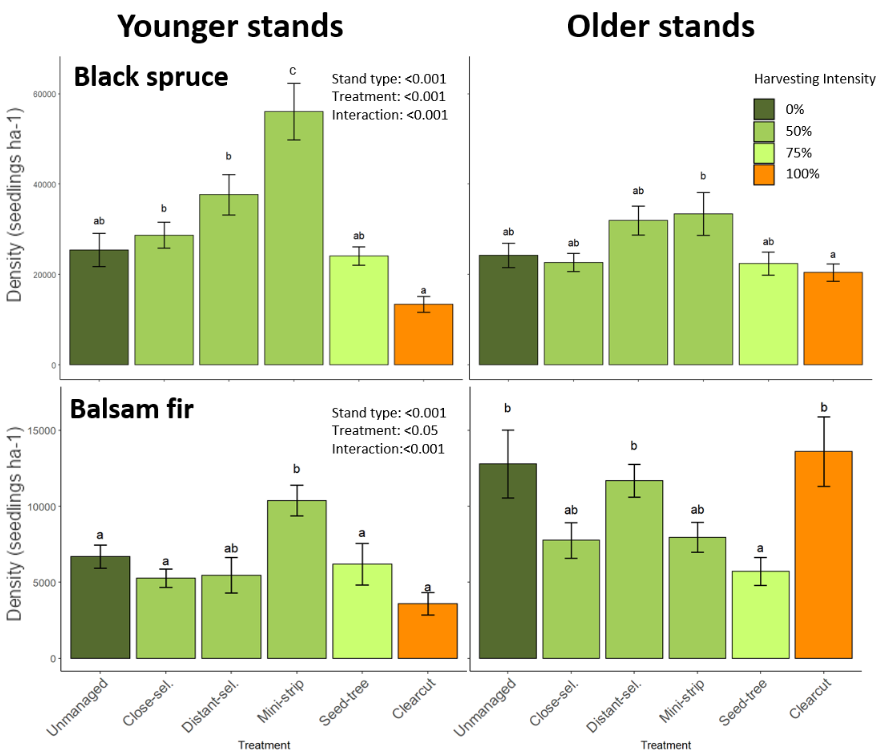 Younger stands
Older stands
Black spruce
Stand type: <0.001
Treatment: <0.001
Interaction: <0.001
Density (seedlings ha-1)
60000
40000
20000
0
ab
b
b
C
ab
a
Harvesting Intensity
0%
50%
75%
100%
ab
ab
ab
b
ab
a
Balsam fir
Stand type: <0.001
Treatment: <0.05
Interaction:<0.001
Density (seedlings ha-1)
15000
10000
5000
0
a
a
ab
b
a
a
b
ab
b
ab
a
b
Unmanaged
Close-sel.
Distant-sel.
Mini-strip
Seed-tree
Clearcut
Treatment
Unmanaged
Close-sel.
Distant-sel.
Mini-strip
Seed-tree
Clearcut
Treatment